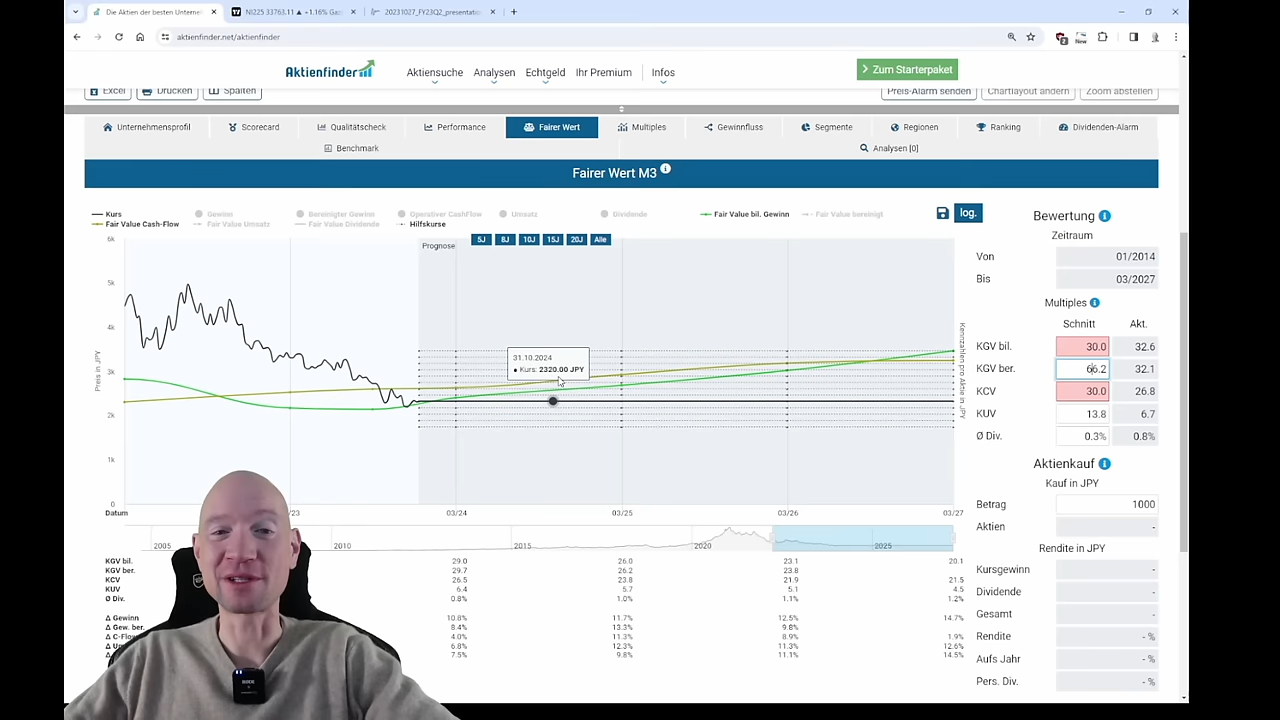 Die Aktien der besten Unterne
NI225 33763.11 ▲ +1.16% Gaz
20231027_FY23Q2_presentatio
aktienfinder.net/aktienfinder
New
Aktienfinder
Aktiensuche Analysen Echtgeld Ihr Premium Infos
Zum Starterpaket
Excel Drucken Spalten Preis-Alarm senden Chartlayout ändern Zoom abstellen
Unternehmensprofil Scorecard Qualitätscheck Performance Fairer Wert Multiples Gewinnfluss Segmente Regionen Ranking Dividenden-Alarm
Benchmark Analysen [0]
Fairer Wert M3
Kurs Gewinn Bereinigter Gewinn Operativer CashFlow Umsatz Dividende Fair Value bil. Gewinn Fair Value bereinigt
Fair Value Cash-Flow Fair Value Umsatz Fair Value Dividende Hilfskurse
log.
5J 8J 10J 15J 20J Alle
Prognose
6k
5k
4k
3k
2k
1k
0
Preis in JPY
Kennzahlen pro Aktie in JPY
31.10.2024
Kurs: 2320.00 JPY
Datum /23 03/24 03/25 03/26 03/27
2005 2010 2015 2020 2025
KGV bil. 29.0 26.0 23.1 20.1
KGV ber. 29.7 26.2 23.8
KCV 26.5 23.8 21.9 21.5
KUV 6.4 5.7 5.1 4.5
Ø Div. 0.8% 1.0% 1.1% 1.2%
Δ Gewinn 10.8% 11.7% 12.5% 14.7%
Δ Gew. ber. 8.4% 13.3% 9.8%
Δ C-Flow 4.0% 11.3% 8.9% 1.9%
6.8% 12.3% 11.3% 12.6%
7.5% 9.8% 11.1% 14.5%
Bewertung
Zeitraum
Von 01/2014
Bis 03/2027
Multiples
Schnitt Akt.
KGV bil. 30.0 32.6
KGV ber. 66.2 32.1
KCV 30.0 26.8
KUV 13.8 6.7
Ø Div. 0.3% 0.8%
Aktienkauf
Kauf in JPY
Betrag 1000
Aktien -
Rendite in JPY
Kursgewinn -
Dividende -
Gesamt -
Rendite - %
Aufs Jahr - %
Pers. Div. - %